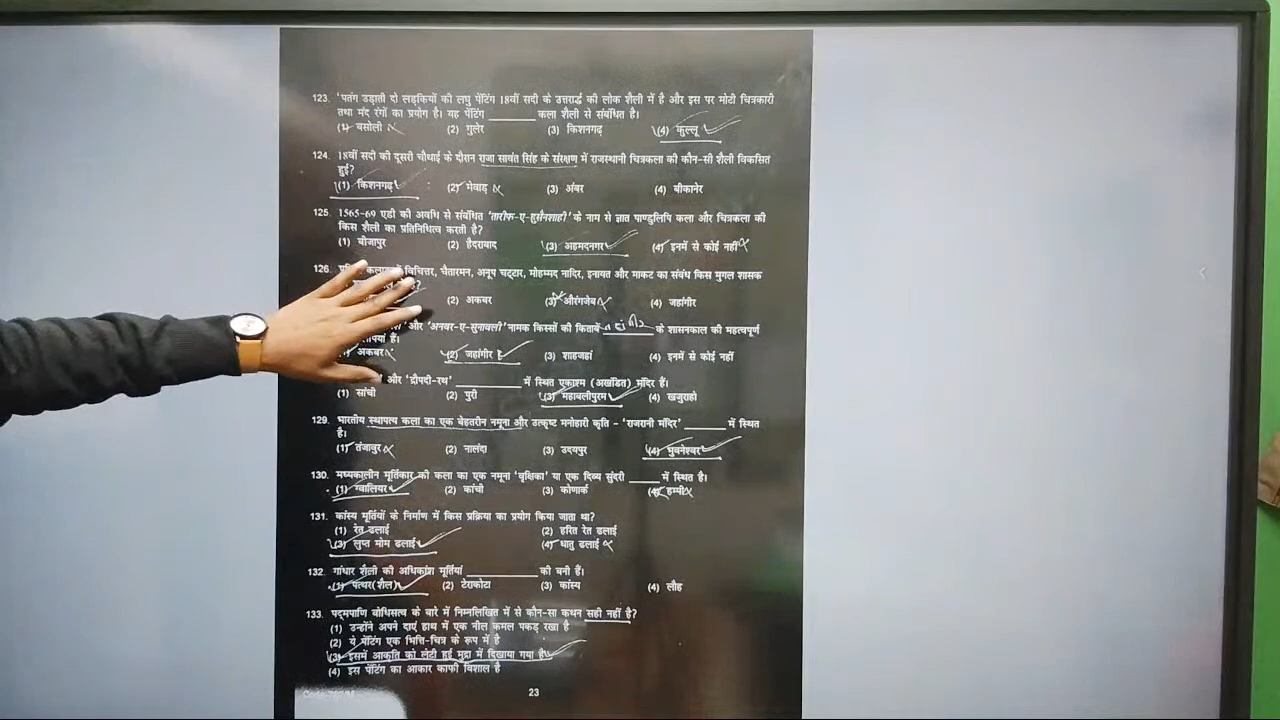 123. 'पतंग उड़ाती दो लड़कियों की लघु पेंटिंग 18वीं सदी के उत्तरार्द्ध की लोक शैली में है और इस पर मोटी चित्रकारी
तथा मंद रंगों का प्रयोग है। यह पेंटिंग ________ कला शैली से संबंधित है।
(1) बसोली (2) गुलेर (3) किशनगढ़ (4) कुल्लू
124. 18वीं सदी की दूसरी चौथाई के दौरान राजा सावंत सिंह के संरक्षण में राजस्थानी चित्रकला की कौन-सी शैली विकसित
हुई?
(1) किशनगढ़ (2) मेवाड़ (3) अंबर (4) बीकानेर
125. 1565-69 एडी की अवधि से संबंधित 'तारीफ-ए-हुसैनशाही' के नाम से ज्ञात पाण्डुलिपि कला और चित्रकला की
किस शैली का प्रतिनिधित्व करती है?
(1) बीजापुर (2) हैदराबाद (3) अहमदनगर (4) इनमें से कोई नहीं
126. विचित्तर, चैतारमन, अनूप चट्टार, मोहम्मद नादिर, इनायत और माकट का संबंध किस मुगल शासक
(2) अकबर (3) औरंगजेब (4) जहांगीर
और 'अनवर-ए-सुनावली' नामक किस्सों की किताबें ________ के शासनकाल की महत्वपूर्ण
हैं।
अकबर (2) जहांगीर (3) शाहजहां (4) इनमें से कोई नहीं
और 'द्रौपदी-रथ' ________ में स्थित एकाश्म (अखंडित) मंदिर हैं।
(1) सांची (2) पुरी (3) महाबलीपुरम (4) खजुराहो
129. भारतीय स्थापत्य कला का एक बेहतरीन नमूना और उत्कृष्ट मनोहारी कृति - 'राजरानी मंदिर' ______ में स्थित
है।
(1) तंजावुर (2) नालंदा (3) उदयपुर (4) भुवनेश्वर
130. मध्यकालीन मूर्तिकार की कला का एक नमूना 'वृक्षिका' या एक दिव्य सुंदरी _____ में स्थित है।
(1) ग्वालियर (2) कांची (3) कोणार्क (4) हम्पी
131. कांस्य मूर्तियों के निर्माण में किस प्रक्रिया का प्रयोग किया जाता था?
(1) रेत ढलाई (2) हरित रेत ढलाई
(3) लुप्त मोम ढलाई (4) धातु ढलाई
132. गांधार शैली की अधिकांश मूर्तियां ________ की बनी हैं।
(1) पत्थर(शैल) (2) टेराकोटा (3) कांस्य (4) लौह
133. पद्मपाणि बोधिसत्व के बारे में निम्नलिखित में से कौन-सा कथन सही नहीं है?
(1) उन्होंने अपने दाएं हाथ में एक नील कमल पकड़ रखा है
(2) ये पेंटिंग एक भित्ति-चित्र के रूप में है
(3) इसमें आकृति को लेटी हुई मुद्रा में दिखाया गया है
(4) इस पेंटिंग का आकार काफी विशाल है
23